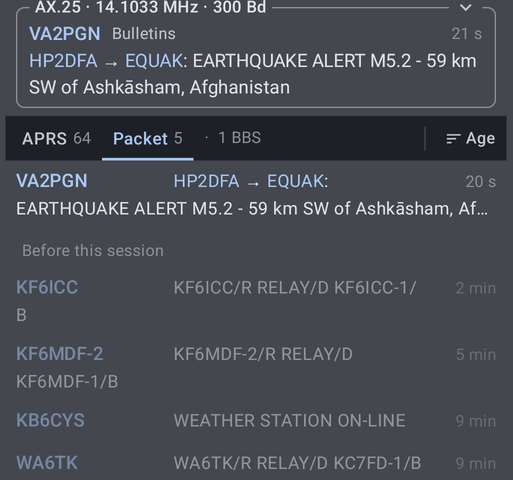 AX.25 · 14.1033 MHz · 300 Bd
VA2PGN Bulletins 21 s
HP2DFA → EQUAK: EARTHQUAKE ALERT M5.2 - 59 km
SW of Ashkāsham, Afghanistan
APRS 64 Packet 5 · 1 BBS Age
VA2PGN HP2DFA → EQUAK: 20 s
EARTHQUAKE ALERT M5.2 - 59 km SW of Ashkāsham, Af…
Before this session
KF6ICC KF6ICC/R RELAY/D KF6ICC-1/ 2 min
B
KF6MDF-2 KF6MDF-2/R RELAY/D 5 min
KF6MDF-1/B
KB6CYS WEATHER STATION ON-LINE 9 min
WA6TK WA6TK/R RELAY/D KC7FD-1/B 9 min